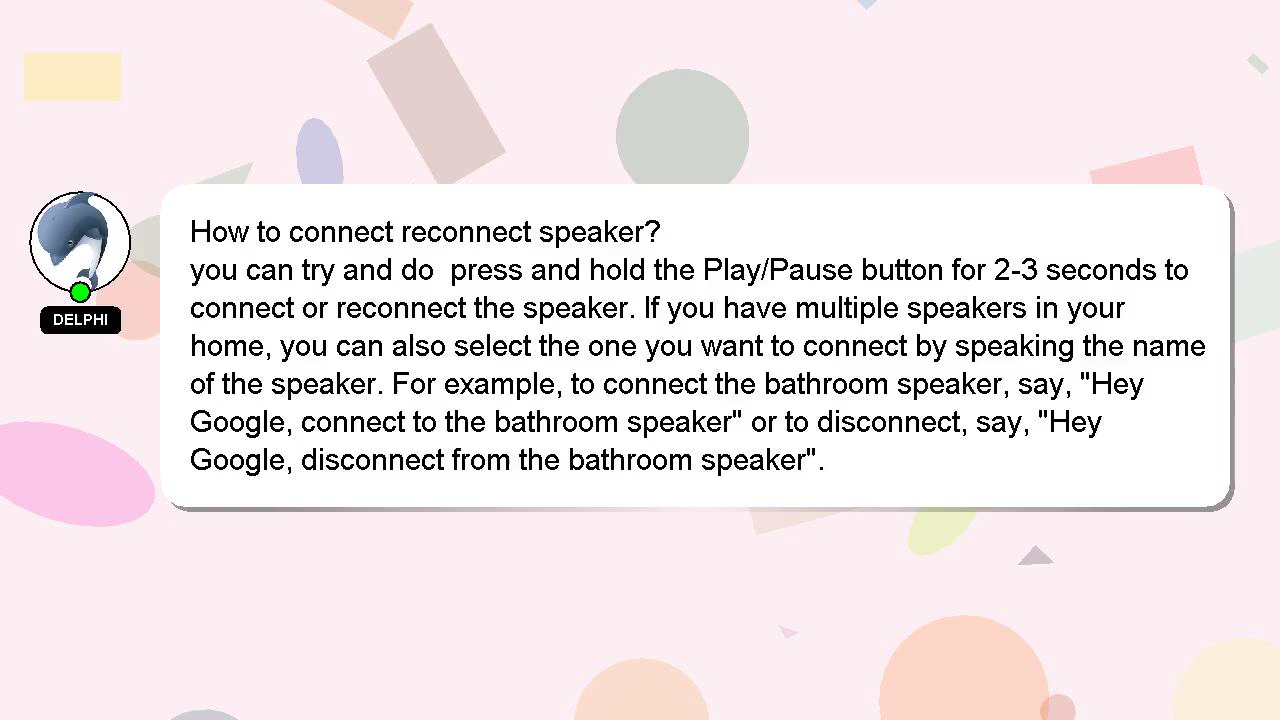 How to connect reconnect speaker?
you can try and do  press and hold the Play/Pause button for 2-3 seconds to
connect or reconnect the speaker. If you have multiple speakers in your
home, you can also select the one you want to connect by speaking the name
of the speaker. For example, to connect the bathroom speaker, say, "Hey
Google, connect to the bathroom speaker" or to disconnect, say, "Hey
Google, disconnect from the bathroom speaker".
DELPHI